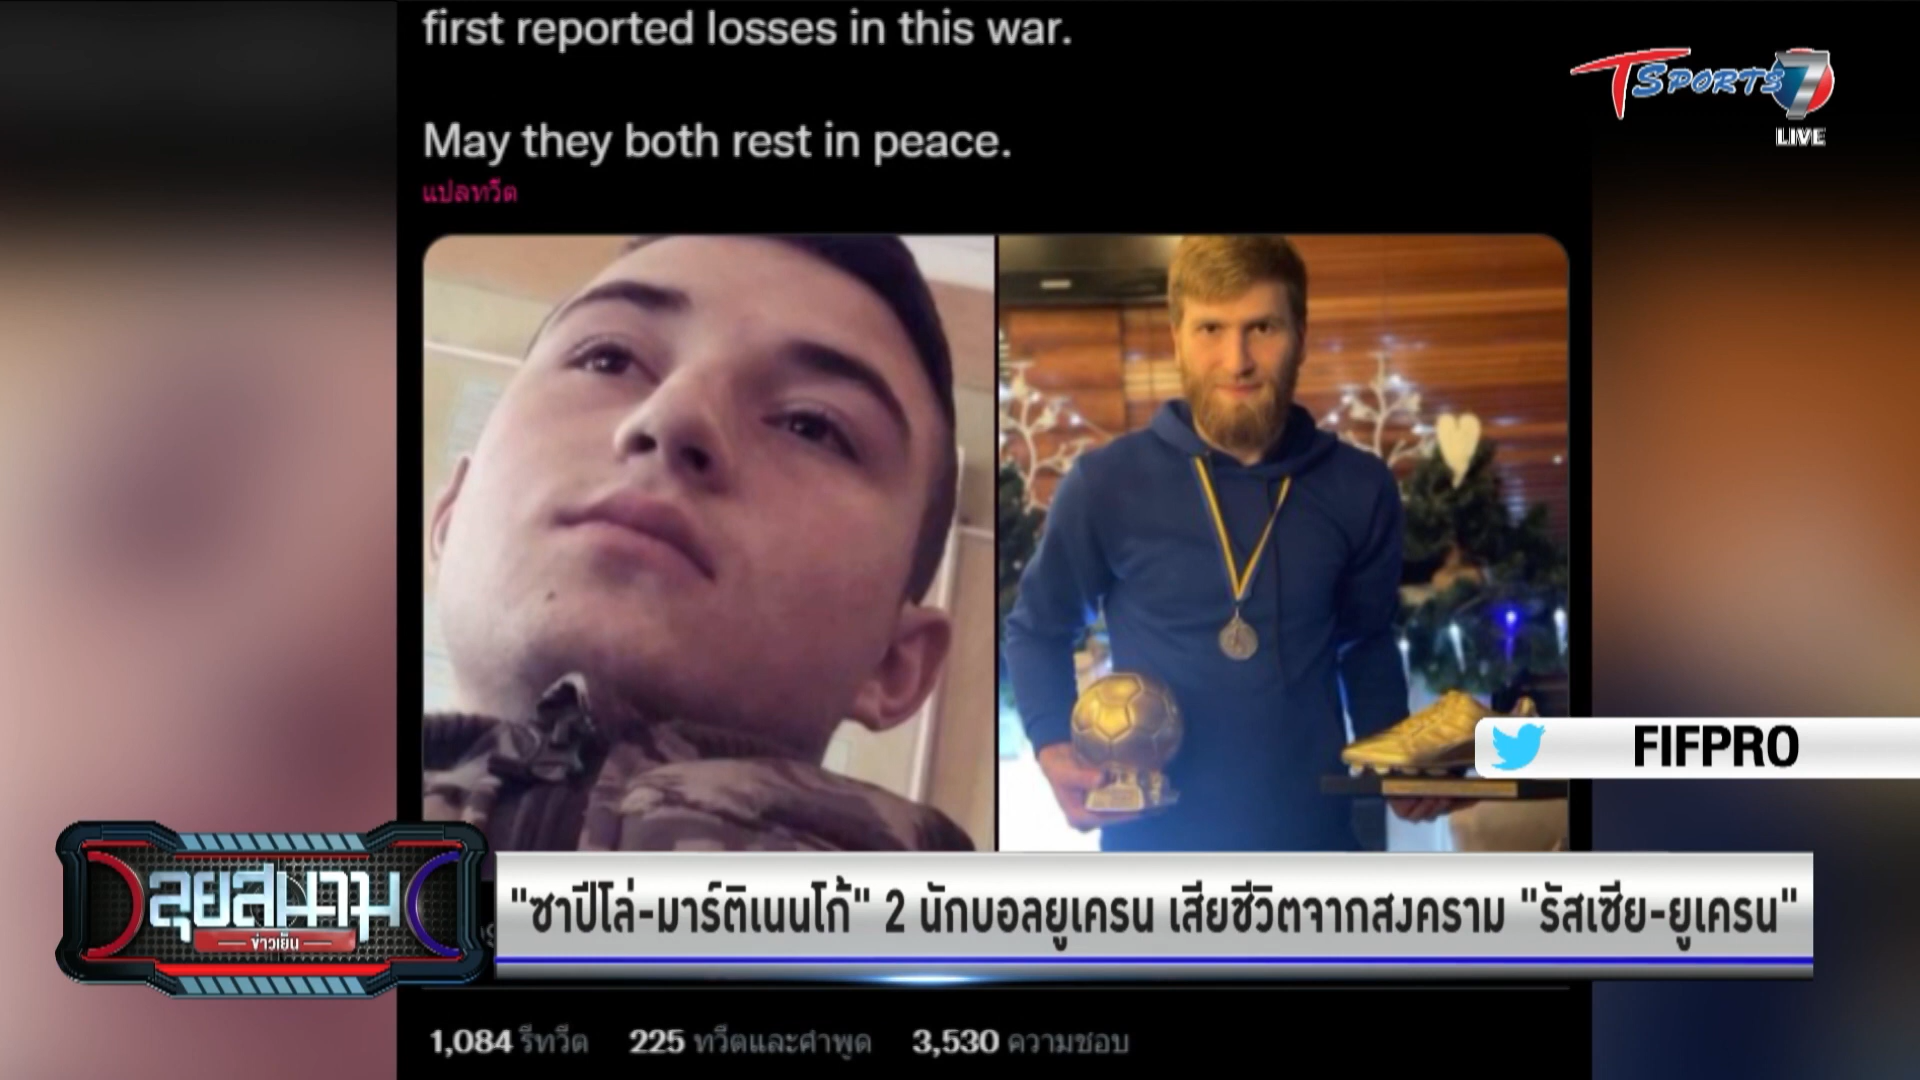 first reported losses in this war.
TSPORTS 7
LIVE
May they both rest in peace.
แปลทวีต
FIFPRO
ลุยสนาม
ข่าวเย็น
"ซาปีโล่-มาร์ติเนนโก้" 2 นักบอลยูเครน เสียชีวิตจากสงคราม "รัสเซีย-ยูเครน"
1,084 รีทวีต 225 ทวีตและคำพูด 3,530 ความชอบ